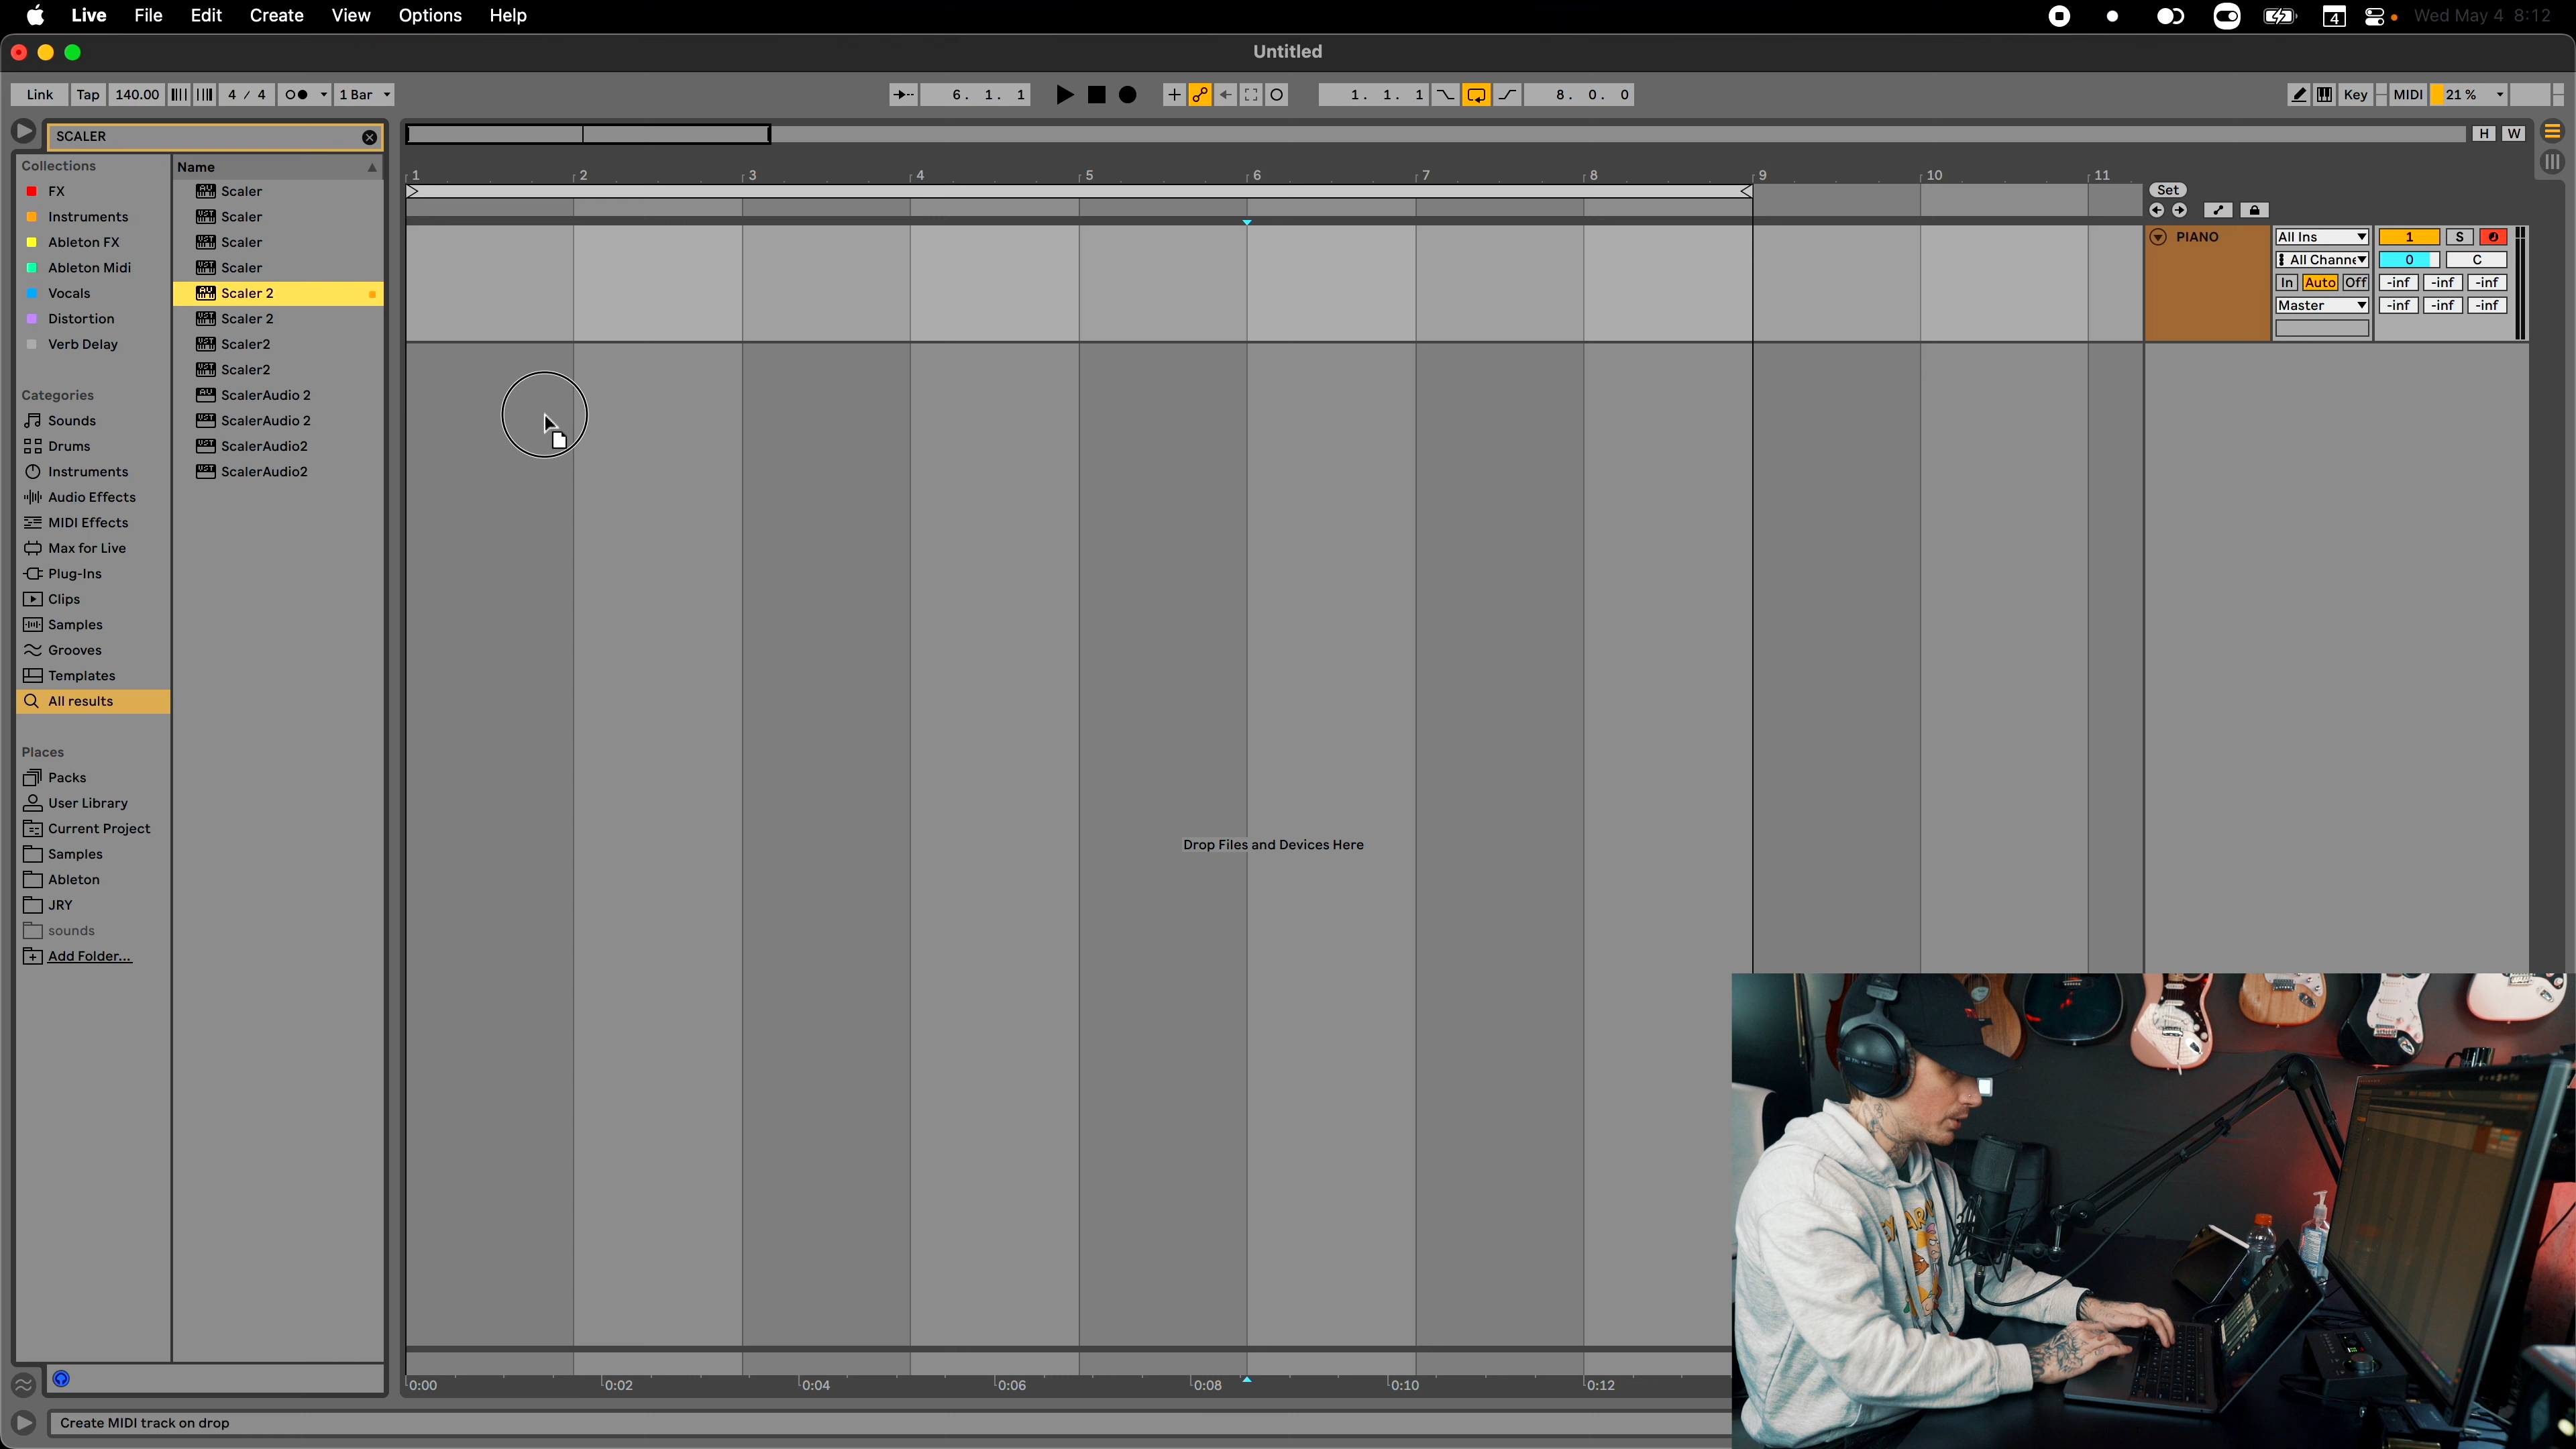 Live File Edit Create View Options Help
4
Wed May 4 8:12
Untitled
Link Tap 140.00 4 / 4 1 Bar
6. 1. 1
1. 1. 1
8. 0. 0
Key MIDI 21 %
SCALER
H W
Collections
FX
Instruments
Ableton FX
Ableton Midi
Vocals
Distortion
Verb Delay
Categories
Sounds
Drums
Instruments
Audio Effects
MIDI Effects
Max for Live
Plug-Ins
Clips
Samples
Grooves
Templates
All results
Places
Packs
User Library
Current Project
Samples
Ableton
JRY
sounds
Add Folder...
Name
Scaler
Scaler
Scaler
Scaler
Scaler 2
Scaler 2
Scaler2
Scaler2
ScalerAudio 2
ScalerAudio 2
ScalerAudio2
ScalerAudio2
1 2 3 4 5 6 7 8 9 10 11
Set
PIANO
All Ins
1 S
All Channe
0 C
In Auto Off
-inf -inf -inf
Master
-inf -inf -inf
Drop Files and Devices Here
0:00 0:02 0:04 0:06 0:08 0:10 0:12
Create MIDI track on drop